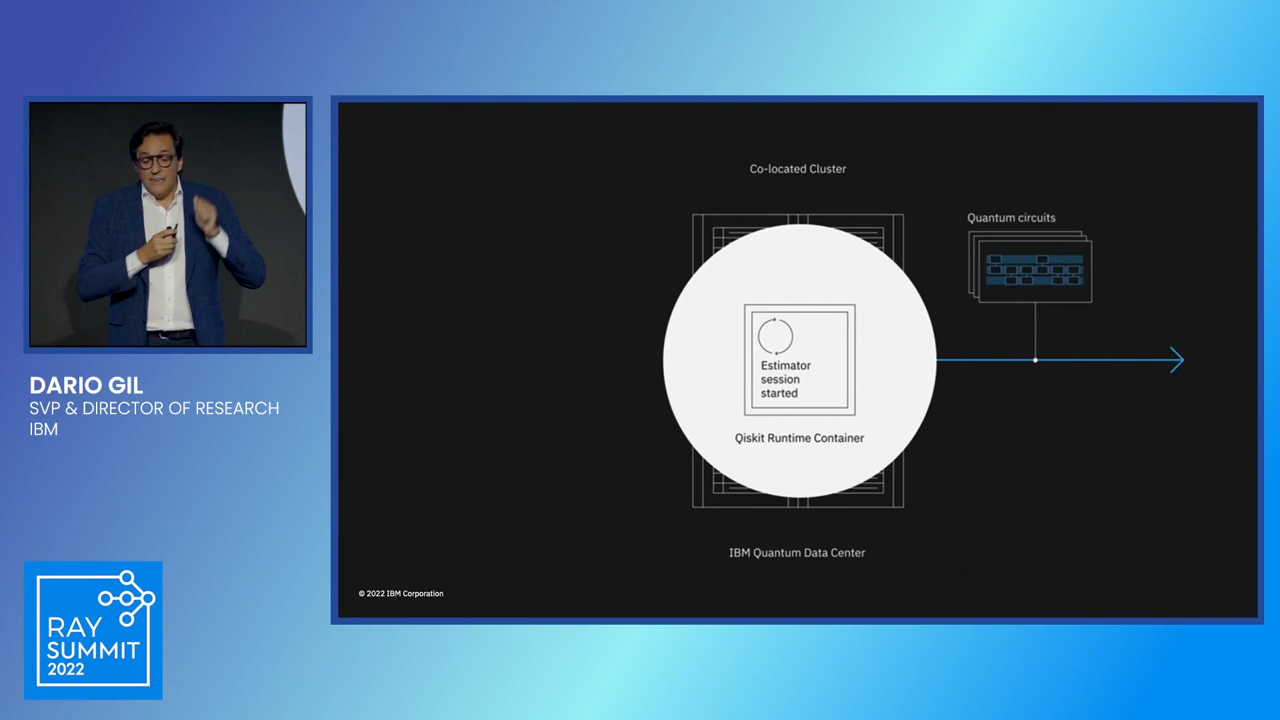 DARIO GIL
SVP & DIRECTOR OF RESEARCH
IBM
RAY
SUMMIT
2022
Co-located Cluster
Quantum circuits
Estimator
session
started
Qiskit Runtime Container
IBM Quantum Data Center
© 2022 IBM Corporation